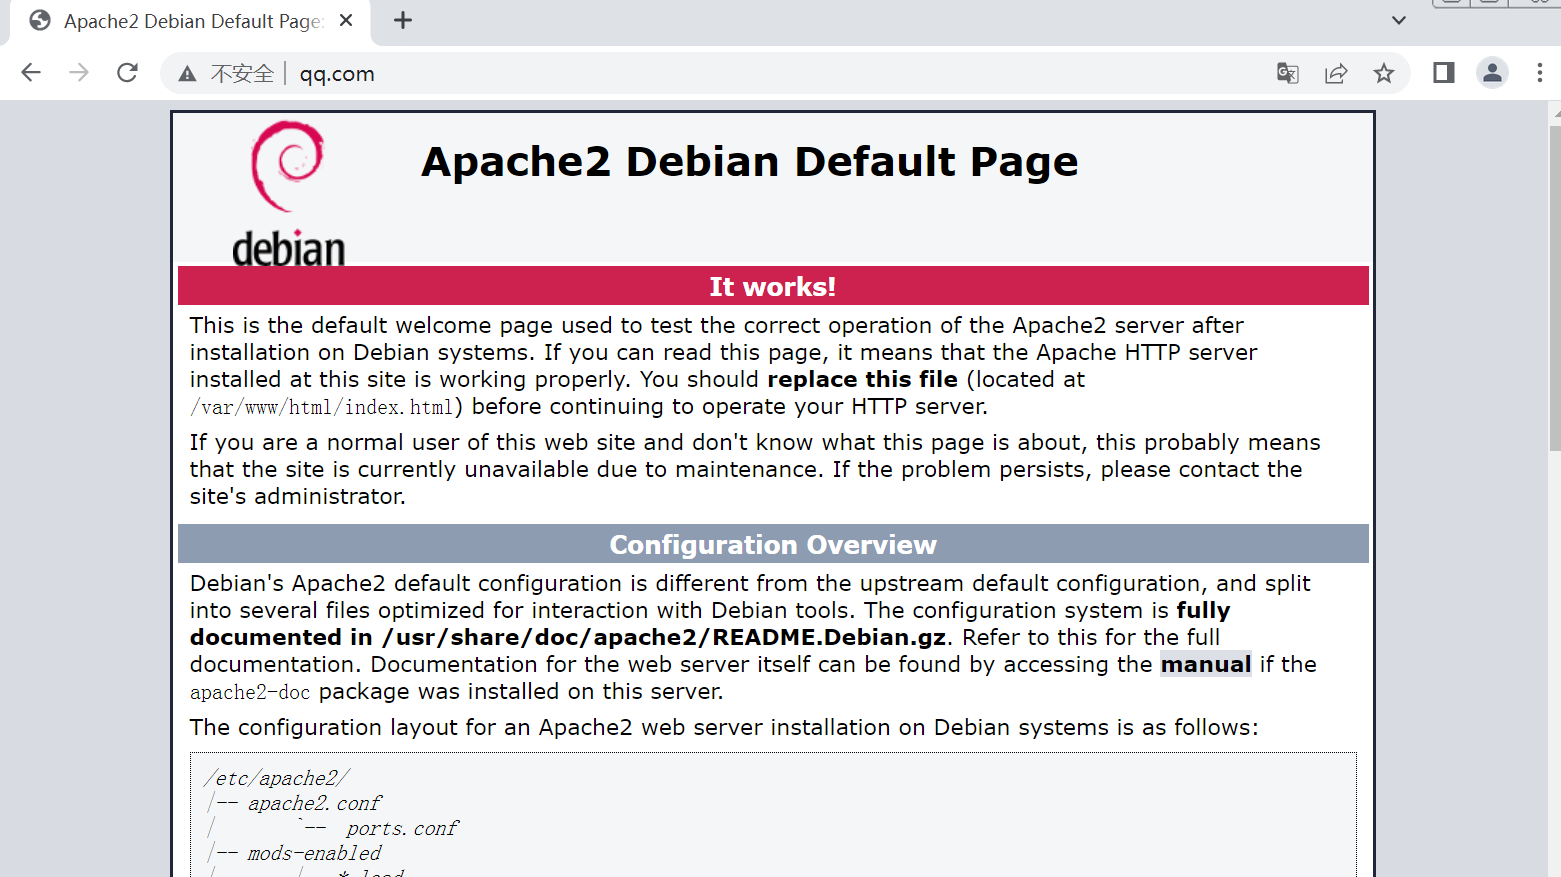 Apache2 Debian Default Page:
不安全 qq.com
debian
Apache2 Debian Default Page
It works!
This is the default welcome page used to test the correct operation of the Apache2 server after
installation on Debian systems. If you can read this page, it means that the Apache HTTP server
installed at this site is working properly. You should replace this file (located at
/var/www/html/index.html) before continuing to operate your HTTP server.
If you are a normal user of this web site and don't know what this page is about, this probably means
that the site is currently unavailable due to maintenance. If the problem persists, please contact the
site's administrator.
Configuration Overview
Debian's Apache2 default configuration is different from the upstream default configuration, and split
into several files optimized for interaction with Debian tools. The configuration system is fully
documented in /usr/share/doc/apache2/README.Debian.gz. Refer to this for the full
documentation. Documentation for the web server itself can be found by accessing the manual if the
apache2-doc package was installed on this server.
The configuration layout for an Apache2 web server installation on Debian systems is as follows:
/etc/apache2/
|-- apache2.conf
|       `--  ports.conf
|-- mods-enabled
|       |-- *.load